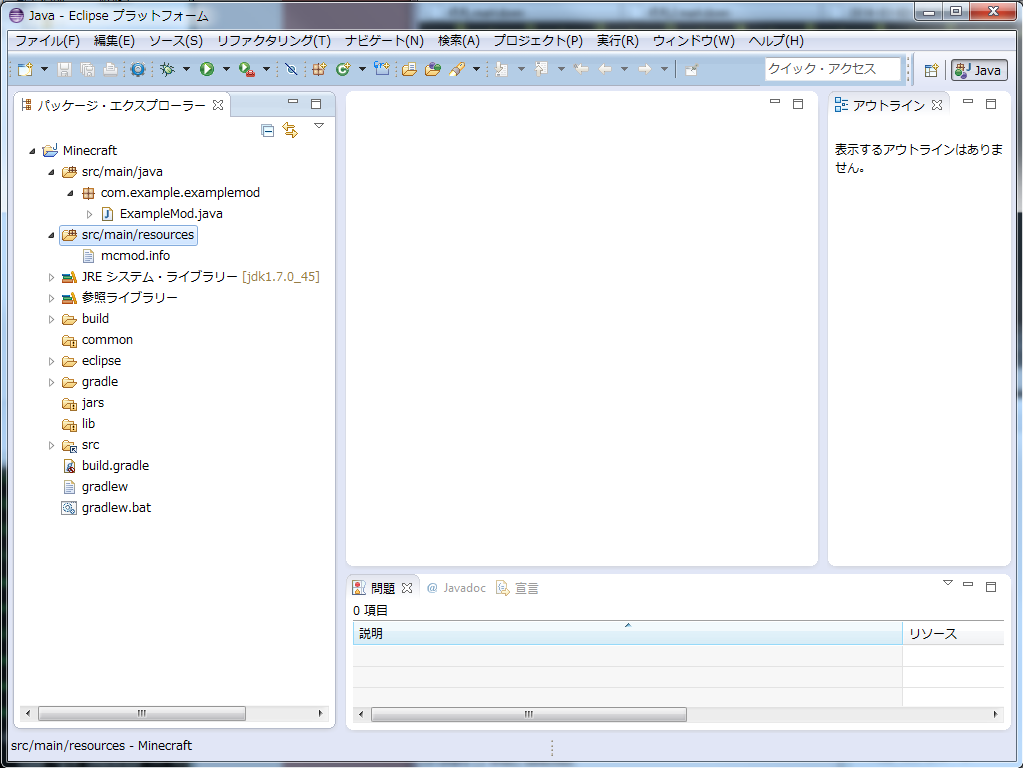 Java - Eclipse プラットフォーム
ファイル(F) 編集(E) ソース(S) リファクタリング(T) ナビゲート(N) 検索(A) プロジェクト(P) 実行(R) ウィンドウ(W) ヘルプ(H)
クイック・アクセス
Java
パッケージ・エクスプローラー
Minecraft
src/main/java
com.example.examplemod
ExampleMod.java
src/main/resources
mcmod.info
JRE システム・ライブラリー [jdk1.7.0_45]
参照ライブラリー
build
common
eclipse
gradle
jars
lib
src
build.gradle
gradlew
gradlew.bat
アウトライン
表示するアウトラインはありま
せん。
問題 @ Javadoc 宣言
0 項目
説明 リソース
src/main/resources - Minecraft